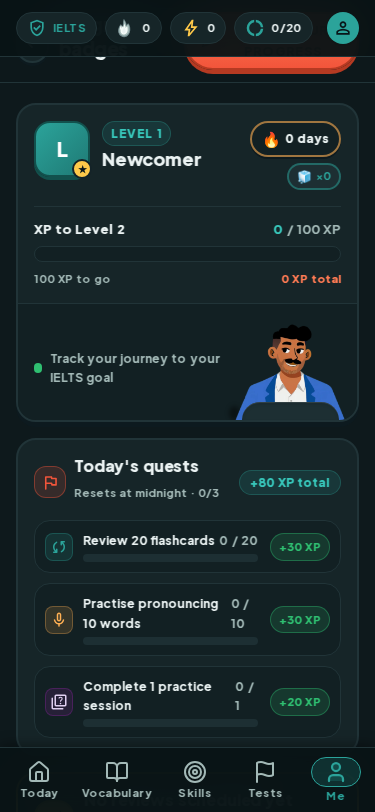 IELTS 0 0 0/20
L
LEVEL 1
Newcomer
0 days
×0
XP to Level 2 0 / 100 XP
100 XP to go 0 XP total
Track your journey to your
IELTS goal
Today's quests
Resets at midnight · 0/3
+80 XP total
Review 20 flashcards 0 / 20
+30 XP
Practise pronouncing 0 /
10 words 10
+30 XP
Complete 1 practice 0 /
session 1
+20 XP
Today Vocabulary Skills Tests Me